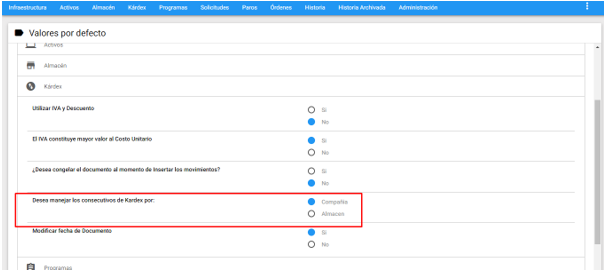 Infraestructura Activos Almacén Kárdex Programas Solicitudes Paros Órdenes Historia Historia Archivada Administración
Valores por defecto
Activos
Almacén
Kárdex
Utilizar IVA y Descuento
Si
No
El IVA constituye mayor valor al Costo Unitario
Si
No
¿Desea congelar el documento al momento de Insertar los movimientos?
Si
No
Desea manejar los consecutivos de Kardex por:
Compañía
Almacen
Modificar fecha de Documento
Si
No
Programas